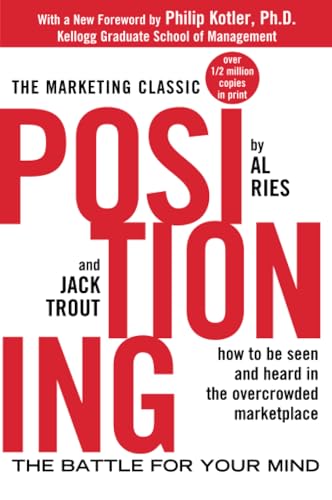 With a New Foreword by Philip Kotler, Ph.D.
Kellogg Graduate School of Management
THE MARKETING CLASSIC
over
1/2 million
copies
in print
POSI
by
AL
RIES
and
JACK
TROUT
TION
ING
how to be seen
and heard in
the overcrowded
marketplace
THE BATTLE FOR YOUR MIND